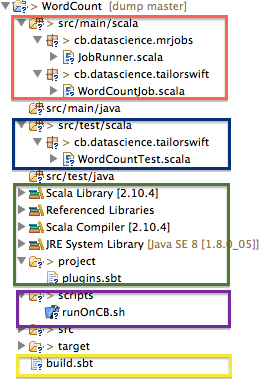 > WordCount [dump master]
> src/main/scala
> cb.datascience.mrjobs
> JobRunner.scala
> cb.datascience.tailorswift
> WordCountJob.scala
src/main/java
> src/test/scala
> cb.datascience.tailorswift
> WordCountTest.scala
src/test/java
Scala Library [2.10.4]
Referenced Libraries
Scala Compiler [2.10.4]
JRE System Library [Java SE 8 [1.8.0_05]]
> project
plugins.sbt
> scripts
runOnCB.sh
> src
> target
build.sbt